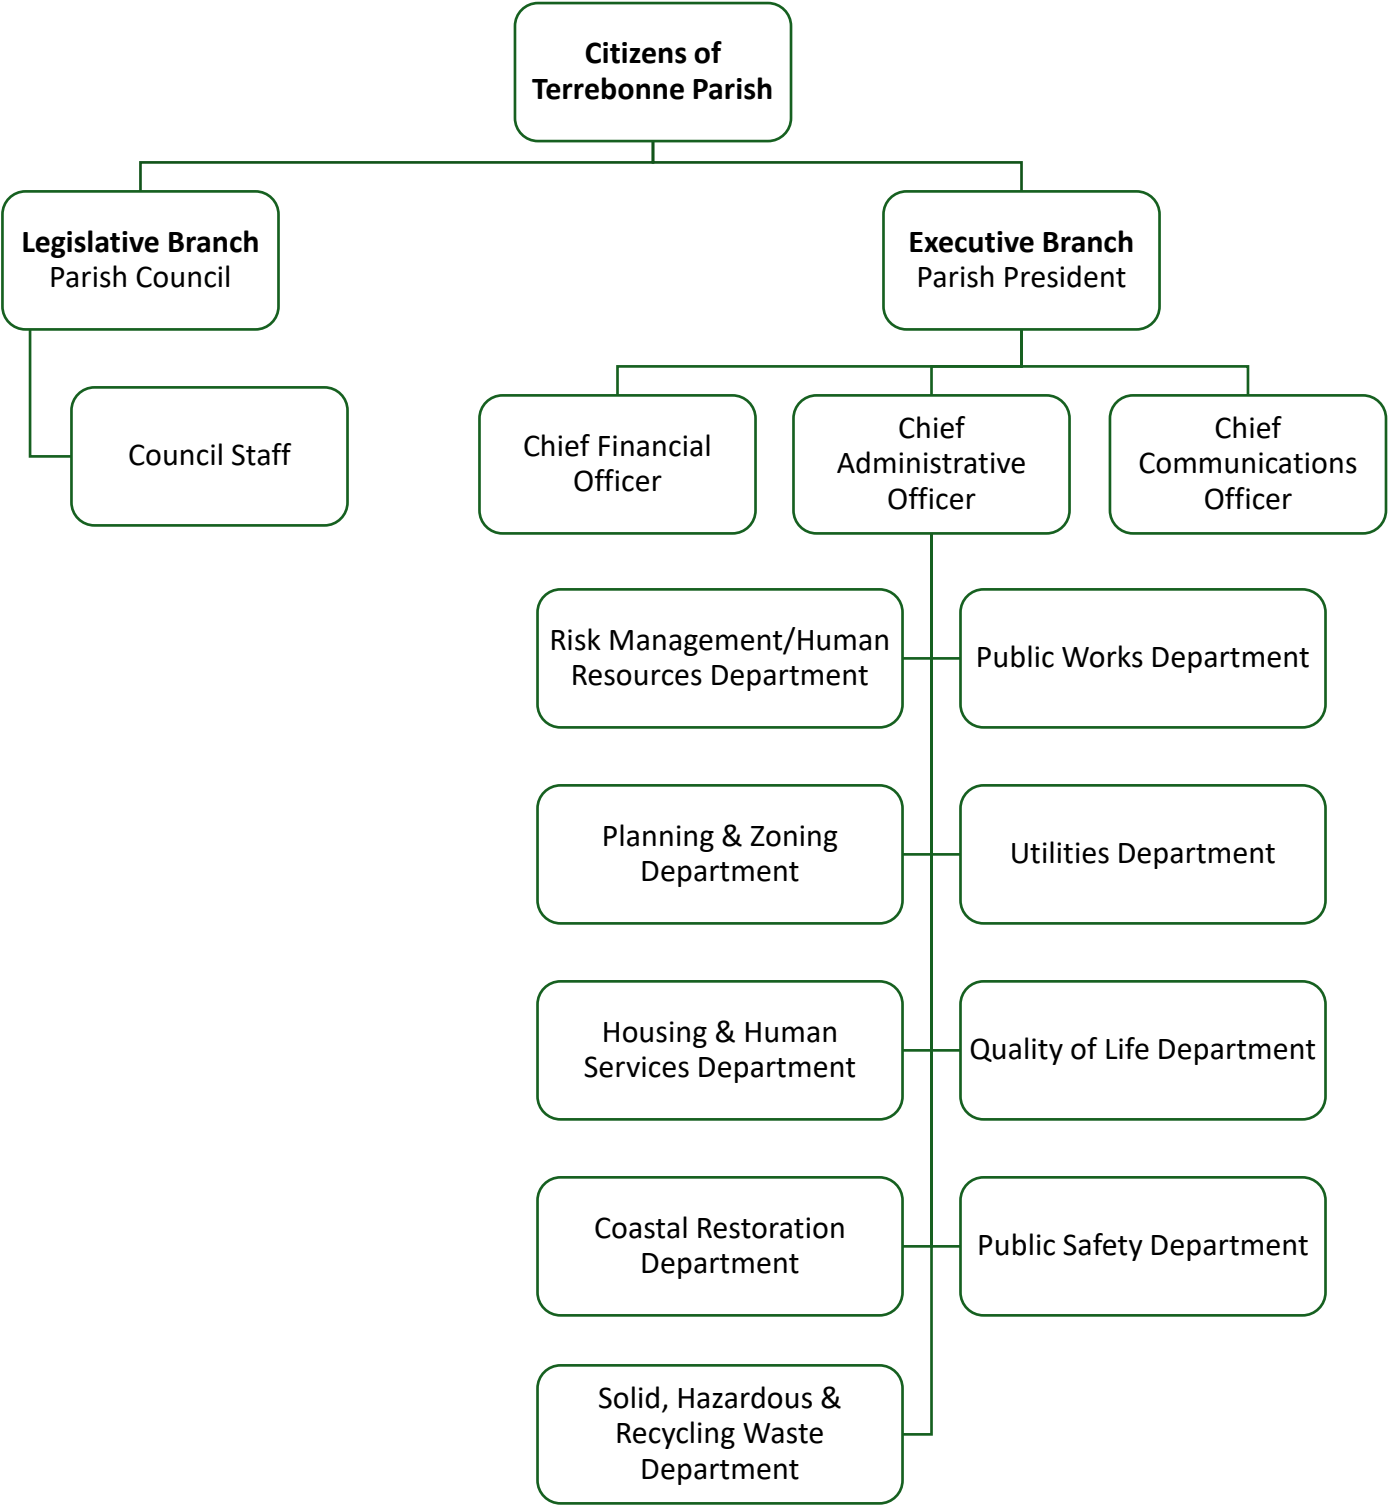 Citizens of
Terrebonne Parish
Legislative Branch
Parish Council
Executive Branch
Parish President
Council Staff
Chief Financial
Officer
Chief
Administrative
Officer
Chief
Communications
Officer
Risk Management/Human
Resources Department
Public Works Department
Planning & Zoning
Department
Utilities Department
Housing & Human
Services Department
Quality of Life Department
Coastal Restoration
Department
Public Safety Department
Solid, Hazardous &
Recycling Waste
Department